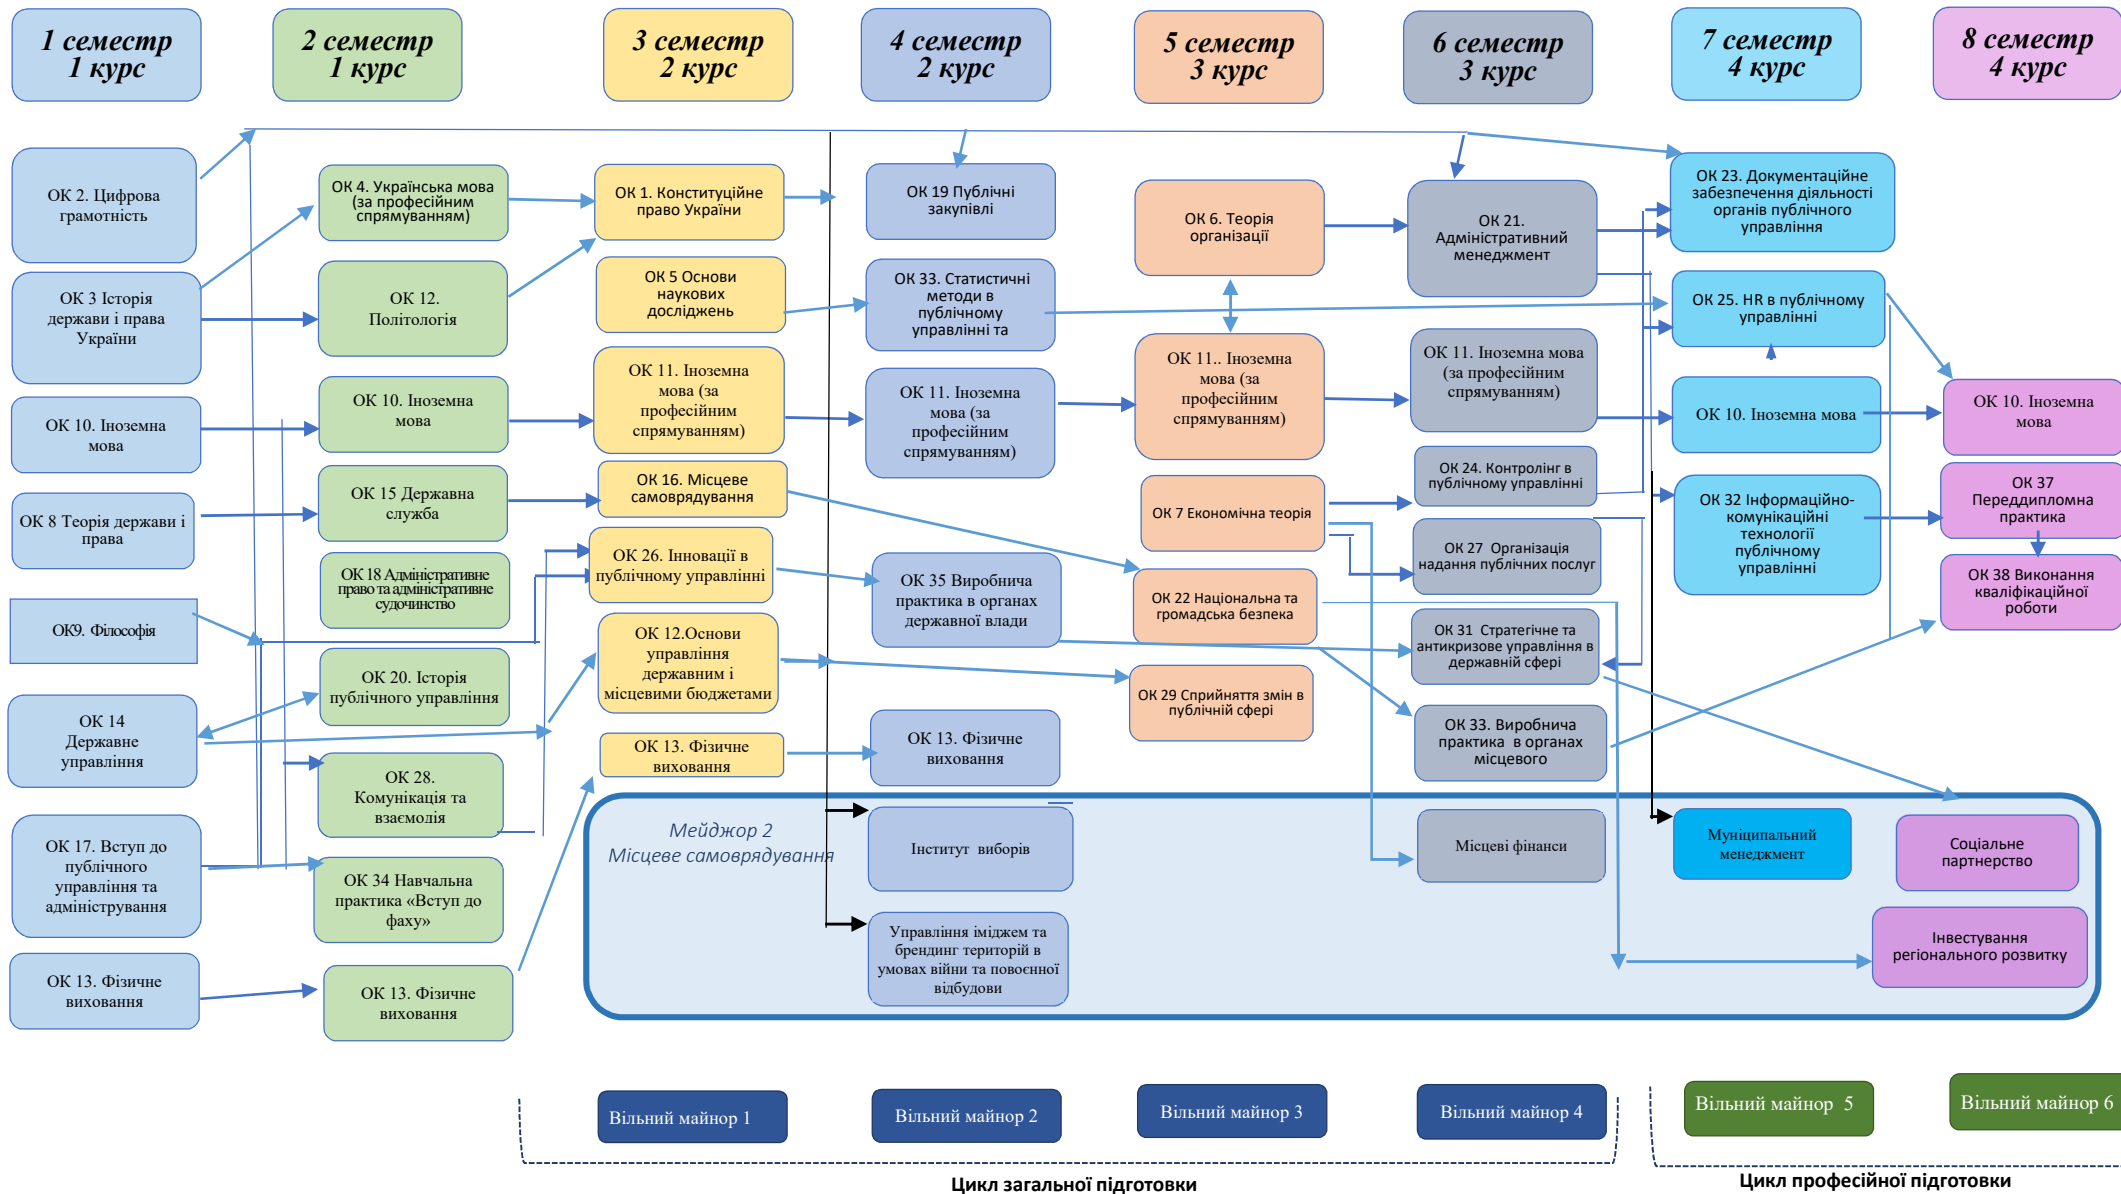 1 семестр
1 курс
2 семестр
1 курс
3 семестр
2 курс
4 семестр
2 курс
5 семестр
3 курс
6 семестр
3 курс
7 семестр
4 курс
8 семестр
4 курс
ОК 2. Цифрова
грамотність
ОК 3 Історія
держави і права
України
ОК 10. Іноземна
мова
ОК 8 Теорія держави і
права
ОК9. Філософія
ОК 14
Державне
управління
ОК 17. Вступ до
публічного
управління та
адміністрування
ОК 13. Фізичне
виховання
ОК 4. Українська мова
(за професійним
спрямуванням)
ОК 12.
Політологія
ОК 10. Іноземна
мова
ОК 15 Державна
служба
ОК 18 Адміністративне
право та адміністративне
судочинство
ОК 20. Історія
публічного управління
ОК 28.
Комунікація та
взаємодія
ОК 34 Навчальна
практика «Вступ до
фаху»
ОК 13. Фізичне
виховання
ОК 1. Конституційне
право України
ОК 5 Основи
наукових
досліджень
ОК 11. Іноземна
мова (за
професійним
спрямуванням)
ОК 16. Місцеве
самоврядування
ОК 26. Інновації в
публічному управлінні
ОК 12.Основи
управління
державним і
місцевими бюджетами
ОК 13. Фізичне
виховання
ОК 19 Публічні
закупівлі
ОК 33. Статистичні
методи в
публічному
управлінні та
ОК 11. Іноземна
мова (за
професійним
спрямуванням)
ОК 35 Виробнича
практика в органах
державної влади
ОК 13. Фізичне
виховання
ОК 6. Теорія
організації
ОК 11.. Іноземна
мова (за
професійним
спрямуванням)
ОК 7 Економічна теорія
ОК 22 Національна та
громадська безпека
ОК 29 Сприйняття змін в
публічній сфері
ОК 21.
Адміністративний
менеджмент
ОК 11. Іноземна мова
(за професійним
спрямуванням)
ОК 24. Контролінг в
публічному управлінні
ОК 27  Організація
надання публічних послуг
ОК 31  Стратегічне та
антикризове управління в
державній сфері
ОК 33. Виробнича
практика  в органах
місцевого
ОК 23. Документаційне
забезпечення діяльності
органів публічного
управління
ОК 25. HR в публічному
управлінні
ОК 10. Іноземна мова
ОК 32 Інформаційно-
комунікаційні
технології
публічному
управлінні
ОК 10. Іноземна
мова
ОК 37
Переддипломна
практика
ОК 38 Виконання
кваліфікаційної
роботи
Мейджор 2
Місцеве самоврядування
Інститут  виборів
Управління іміджем та
брендинг територій в
умовах війни та повоєнної
відбудови
Місцеві фінанси
Муніципальний
менеджмент
Соціальне
партнерство
Інвестування
регіонального розвитку
Вільний майнор 1
Вільний майнор 2
Вільний майнор 3
Вільний майнор 4
Вільний майнор  5
Вільний майнор 6
Цикл загальної підготовки
Цикл професійної підготовки